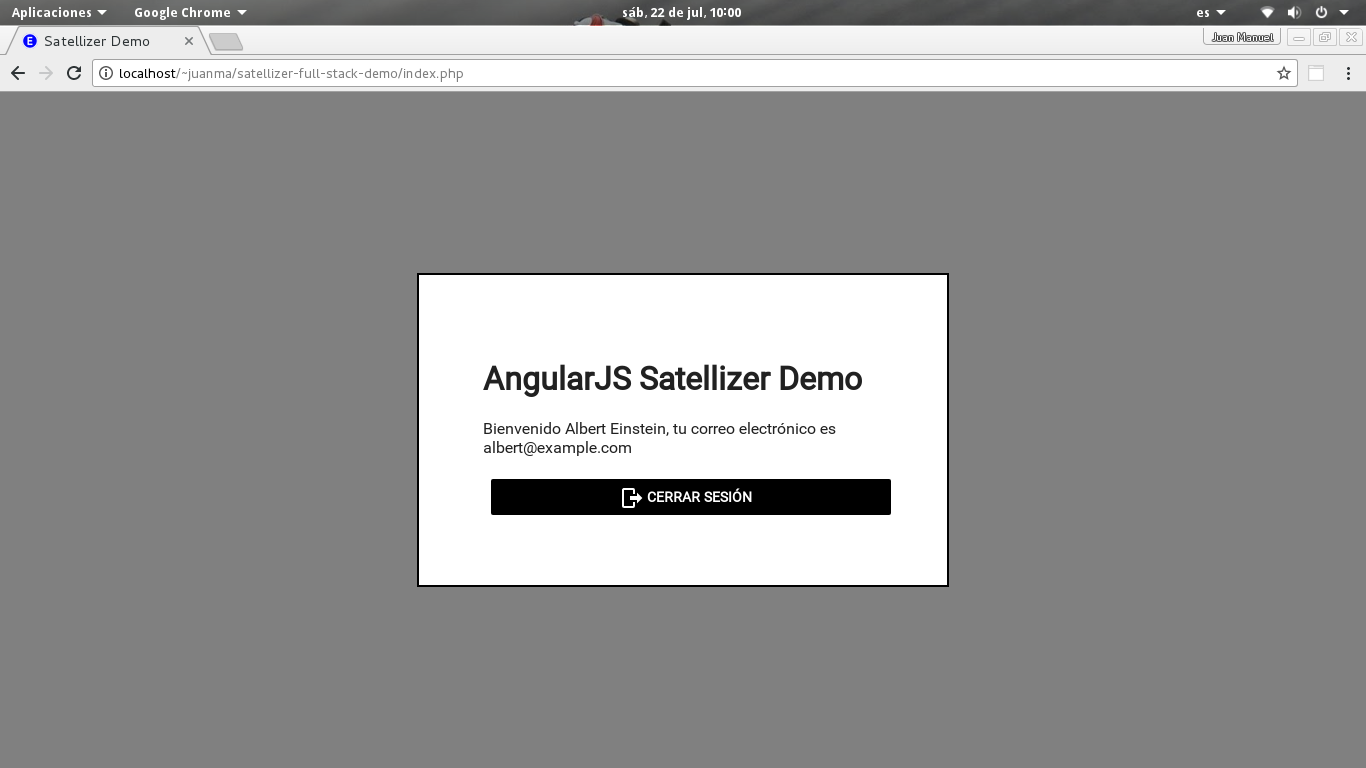 Aplicaciones Google Chrome sáb, 22 de jul, 10:00 es
E Satellizer Demo Juan Manuel
localhost/~juanma/satellizer-full-stack-demo/index.php
AngularJS Satellizer Demo
Bienvenido Albert Einstein, tu correo electrónico es
albert@example.com
CERRAR SESIÓN